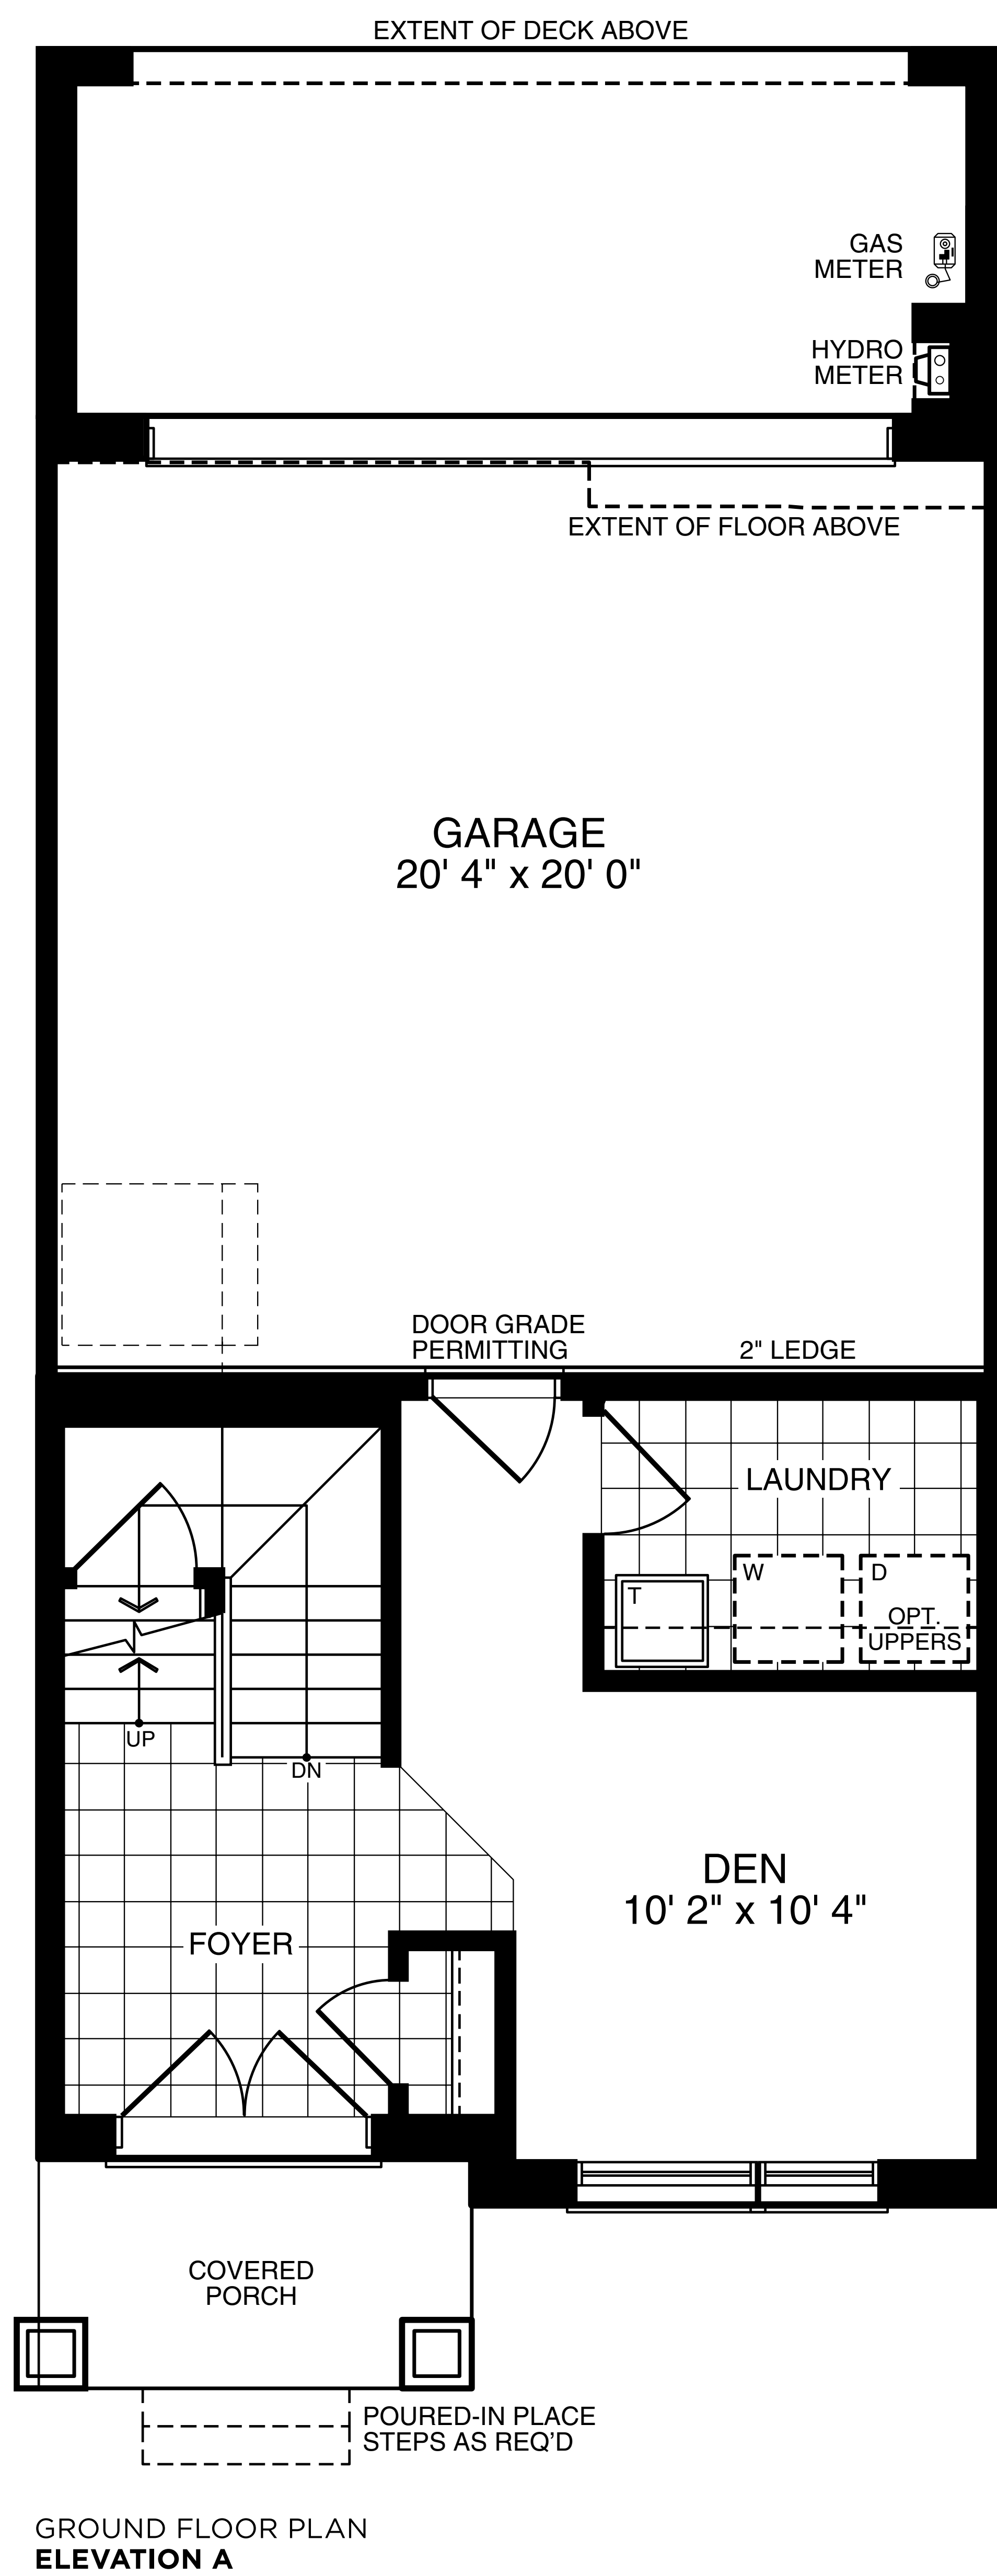 EXTENT OF DECK ABOVE
GAS
METER
HYDRO
METER
EXTENT OF FLOOR ABOVE
GARAGE
20' 4" x 20' 0"
DOOR GRADE
PERMITTING
2" LEDGE
LAUNDRY
T
W
D
OPT.
UPPERS
UP
DN
DEN
10' 2" x 10' 4"
FOYER
COVERED
PORCH
POURED-IN PLACE
STEPS AS REQ’D
GROUND FLOOR PLAN
ELEVATION A